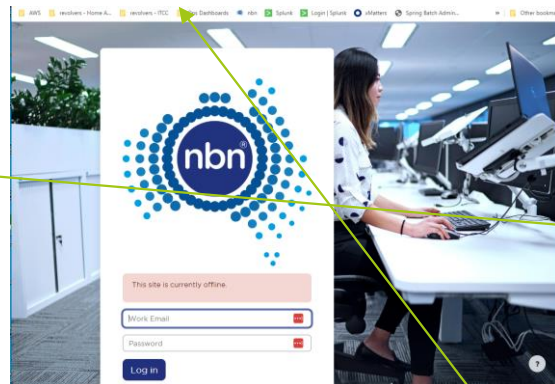 AWS revolvers - Home A... revolvers - ITCC Dashboards nbn Splunk Login | Splunk xMatters Spring Batch Admin... » Other bookm
nbn®
This site is currently offline.
Work Email
Password
Log in
?